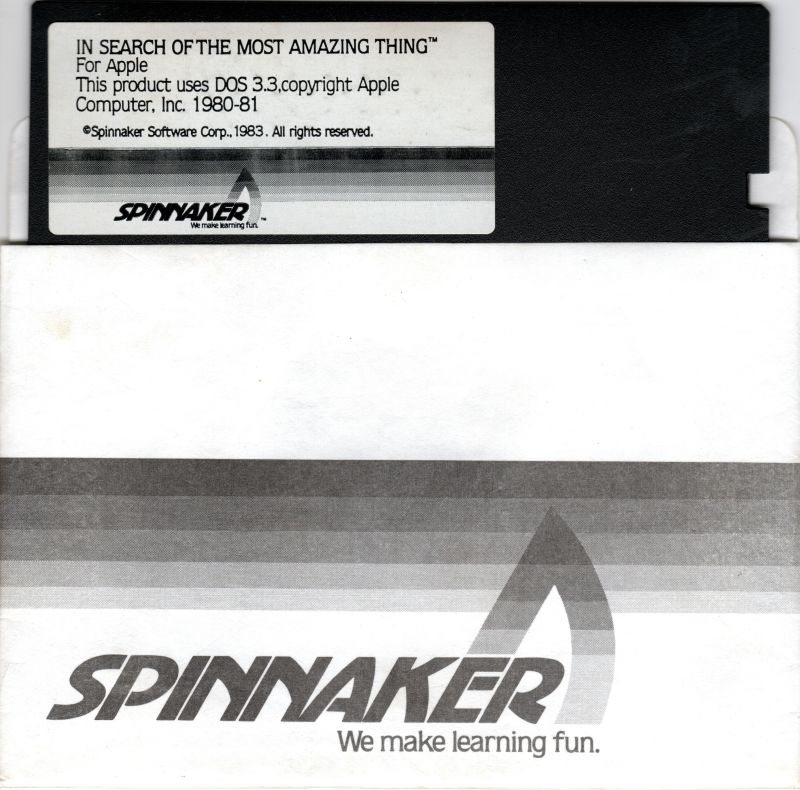 IN SEARCH OF THE MOST AMAZING THING™
For Apple
This product uses DOS 3.3,copyright Apple
Computer, Inc. 1980-81
©Spinnaker Software Corp., 1983. All rights reserved.
SPINNAKER™
We make learning fun.
SPINNAKER
We make learning fun.